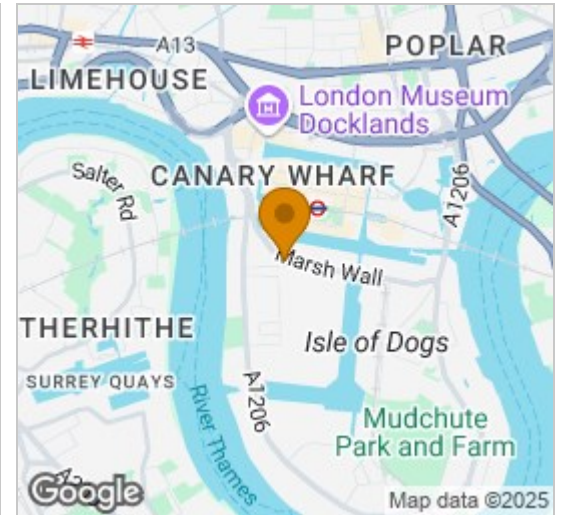 A13
POPLAR
LIMEHOUSE
London Museum
Docklands
Salter Rd
CANARY WHARF
A1206
Marsh Wall
THERHITHE
Isle of Dogs
SURREY QUAYS
A1206
River Thames
Mudchute
Park and Farm
Google
Map data ©2025